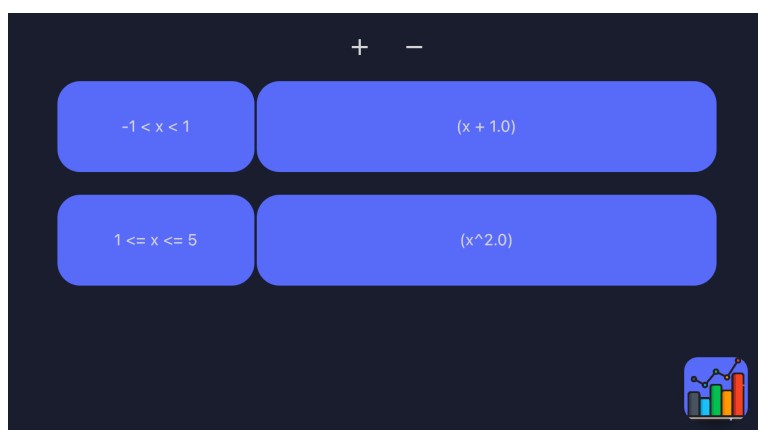 + −
-1 < x < 1
(x + 1.0)
1 <= x <= 5
(x^2.0)